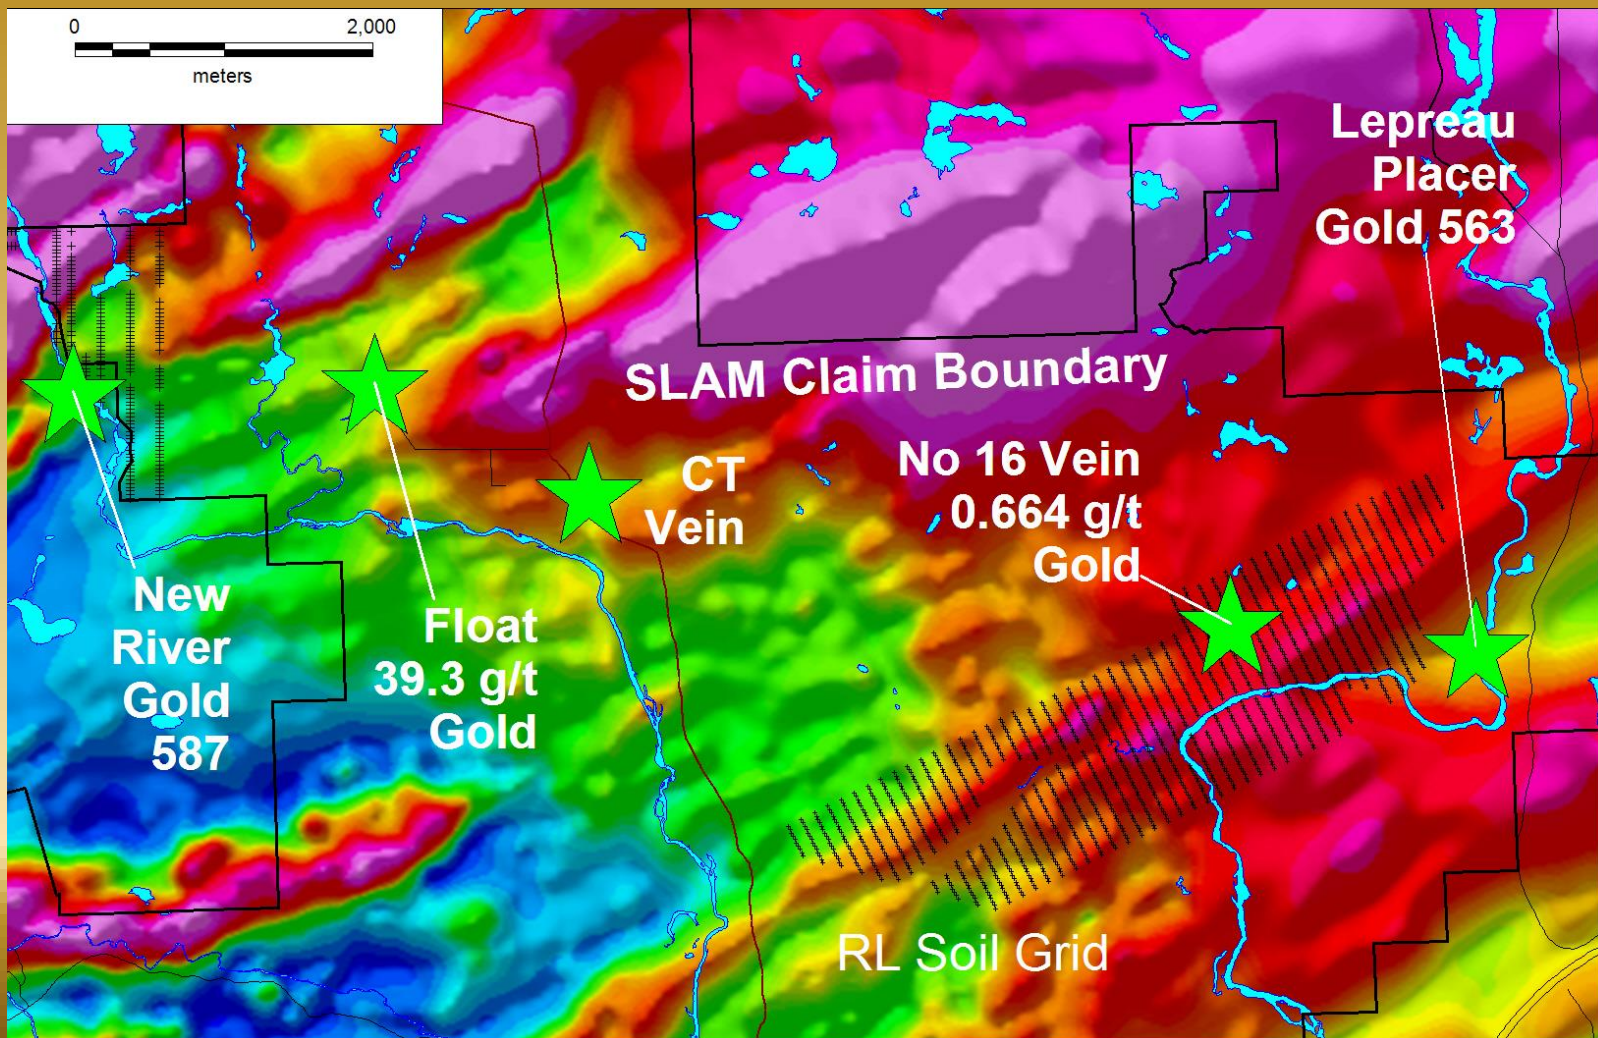 0 2,000
meters
Lepreau
Placer
Gold 563
SLAM Claim Boundary
No 16 Vein
0.664 g/t
Gold
CT
Vein
New
River
Gold
587
Float
39.3 g/t
Gold
RL Soil Grid